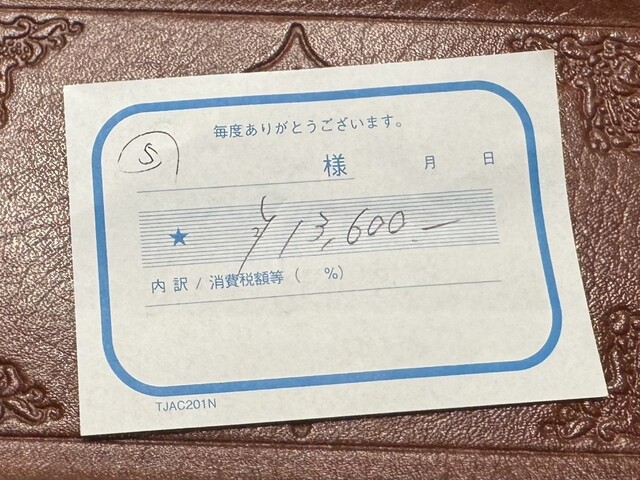 毎度ありがとうございます。
S
様 月 日
★ ¥13,600.—
内訳/消費税額等( %)
TJAC201N